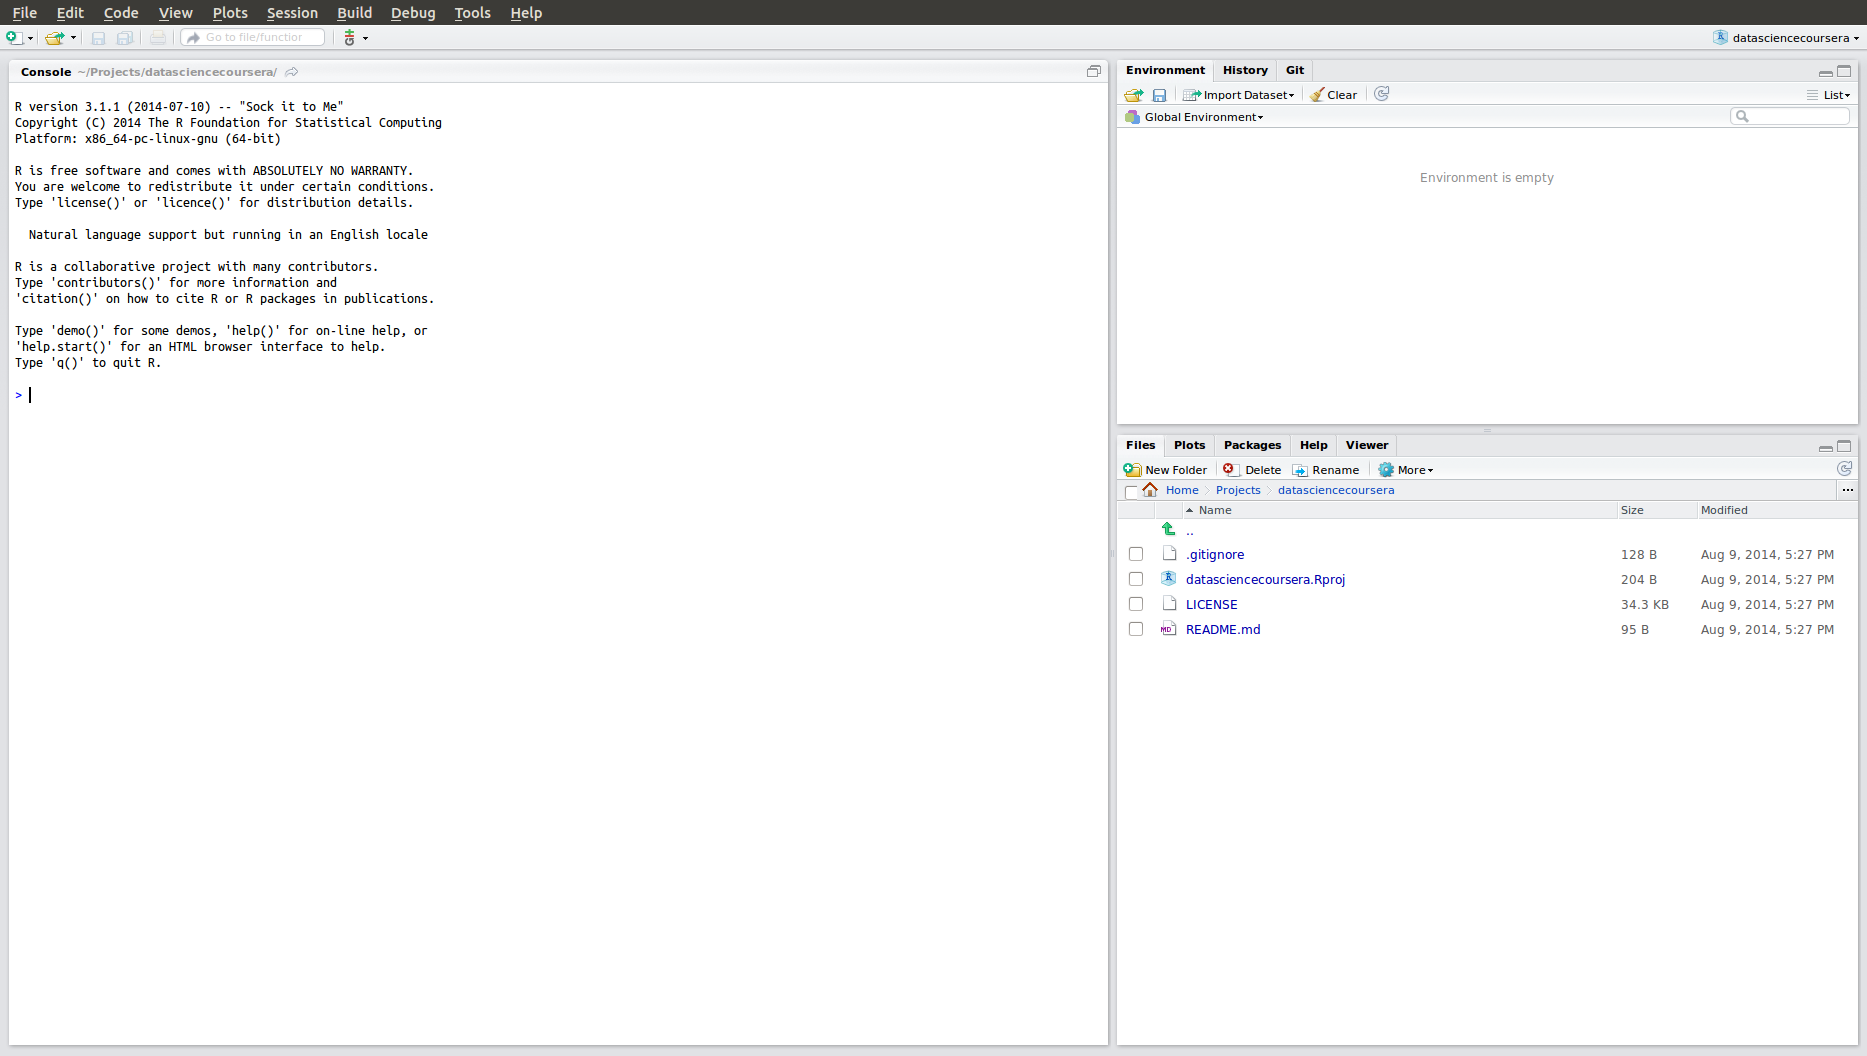 File Edit Code View Plots Session Build Debug Tools Help
Go to file/function
datasciencecoursera
Console ~/Projects/datasciencecoursera/
R version 3.1.1 (2014-07-10) -- "Sock it to Me"
Copyright (C) 2014 The R Foundation for Statistical Computing
Platform: x86_64-pc-linux-gnu (64-bit)
R is free software and comes with ABSOLUTELY NO WARRANTY.
You are welcome to redistribute it under certain conditions.
Type 'license()' or 'licence()' for distribution details.
Natural language support but running in an English locale
R is a collaborative project with many contributors.
Type 'contributors()' for more information and
'citation()' on how to cite R or R packages in publications.
Type 'demo()' for some demos, 'help()' for on-line help, or
'help.start()' for an HTML browser interface to help.
Type 'q()' to quit R.
>
Environment History Git
Import Dataset Clear List
Global Environment
Environment is empty
Files Plots Packages Help Viewer
New Folder Delete Rename More
Home Projects datasciencecoursera ...
Name Size Modified
..
.gitignore 128 B Aug 9, 2014, 5:27 PM
datasciencecoursera.Rproj 204 B Aug 9, 2014, 5:27 PM
LICENSE 34.3 KB Aug 9, 2014, 5:27 PM
MD README.md 95 B Aug 9, 2014, 5:27 PM